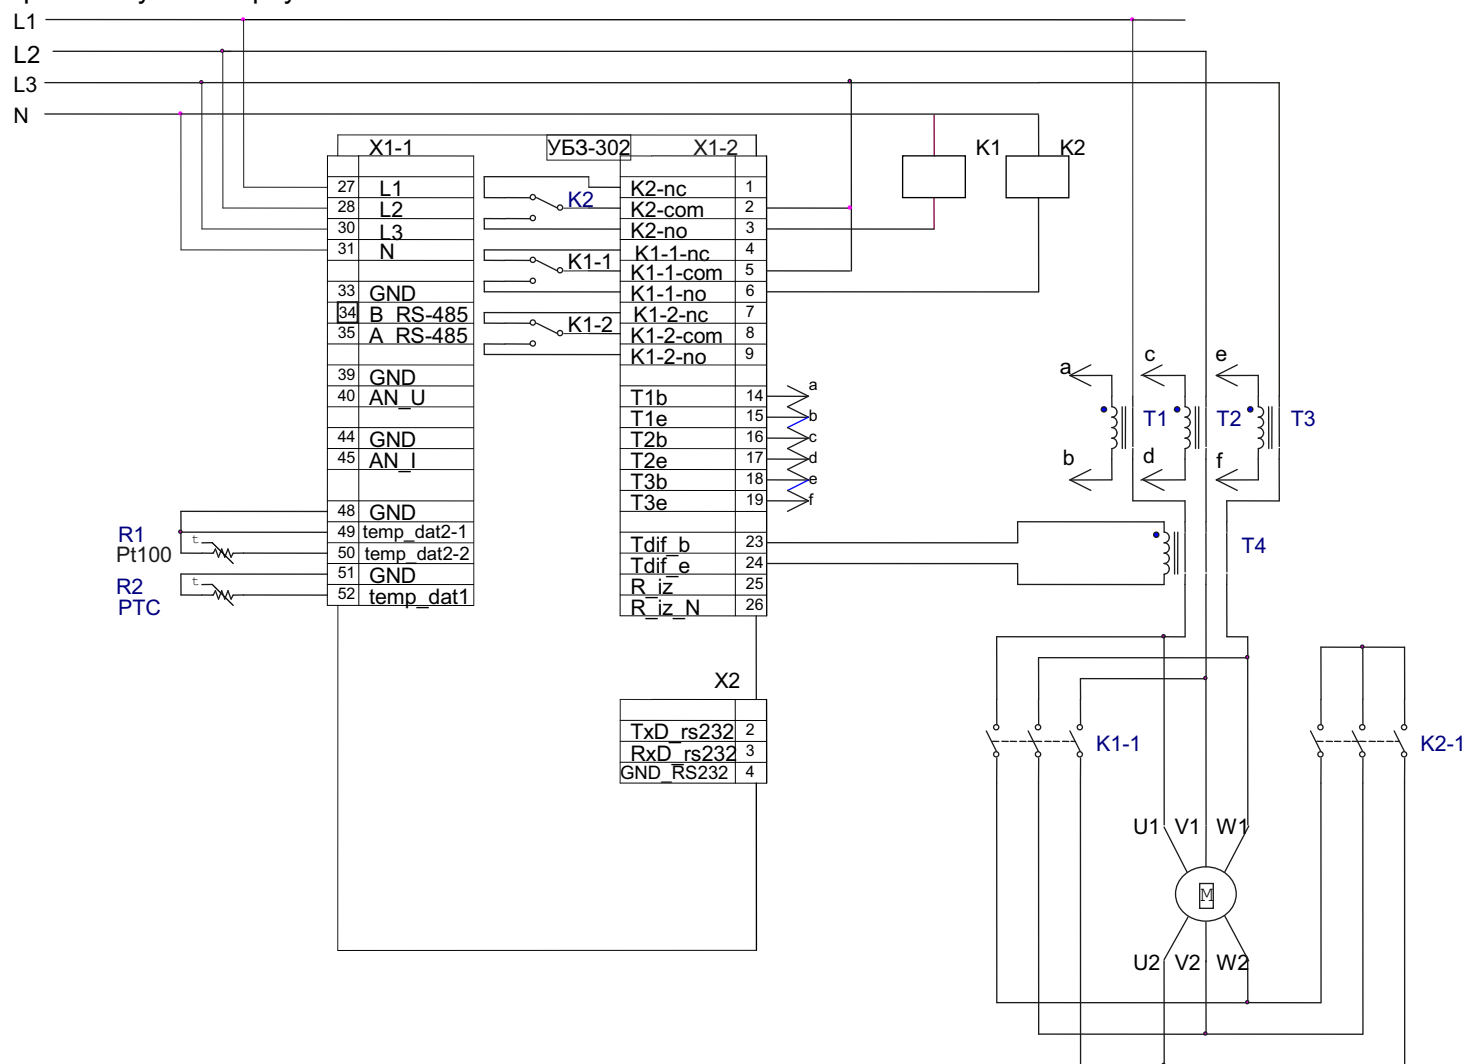 L1
L2
L3
N
X1-1
УБЗ-302
X1-2
K1
K2
27 L1
28 L2
30 L3
31 N
33 GND
34 B RS-485
35 A RS-485
39 GND
40 AN_U
44 GND
45 AN_I
48 GND
49 temp_dat2-1
50 temp_dat2-2
51 GND
52 temp_dat1
R1
Pt100
t
R2
PTC
t
K2
K1-1
K1-2
K2-nc 1
K2-com 2
K2-no 3
K1-1-nc 4
K1-1-com 5
K1-1-no 6
K1-2-nc 7
K1-2-com 8
K1-2-no 9
T1b 14 a
T1e 15 b
T2b 16 c
T2e 17 d
T3b 18 e
T3e 19 f
Tdif_b 23
Tdif_e 24
R_iz 25
R_iz_N 26
X2
TxD_rs232 2
RxD_rs232 3
GND_RS232 4
a c e
T1 T2 T3
b d f
T4
K1-1
K2-1
U1 V1 W1
M
U2 V2 W2